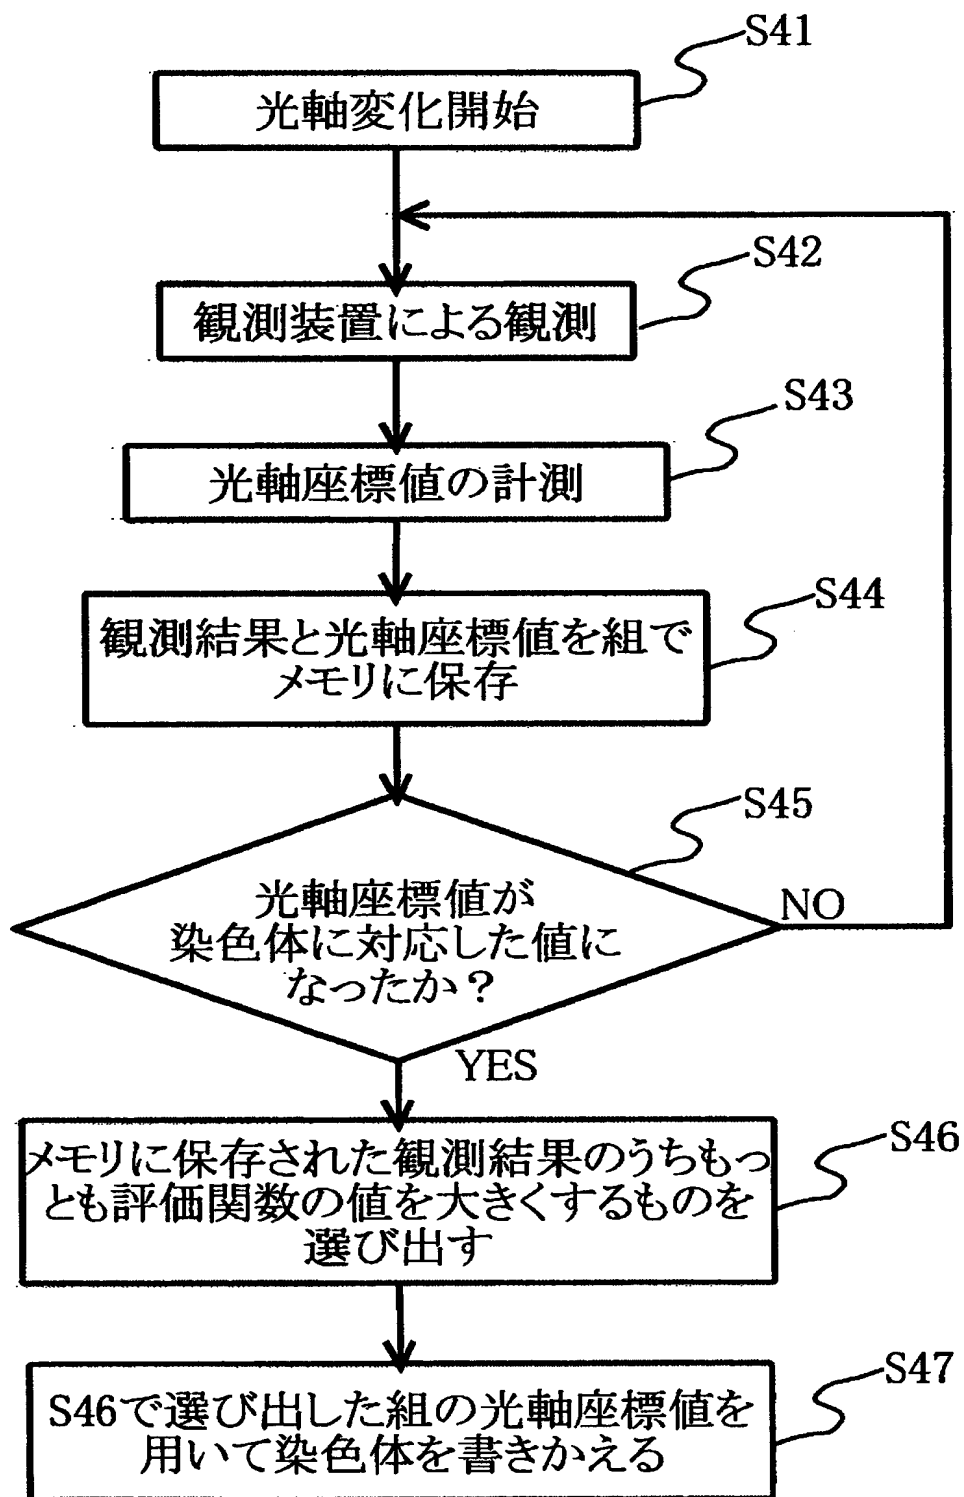 S41
光軸変化開始
S42
観測装置による観測
S43
光軸座標値の計測
S44
観測結果と光軸座標値を組で
メモリに保存
S45
光軸座標値が
染色体に対応した値に
なったか？
NO
YES
S46
メモリに保存された観測結果のうちもっ
とも評価関数の値を大きくするものを
選び出す
S47
S46で選び出した組の光軸座標値を
用いて染色体を書きかえる